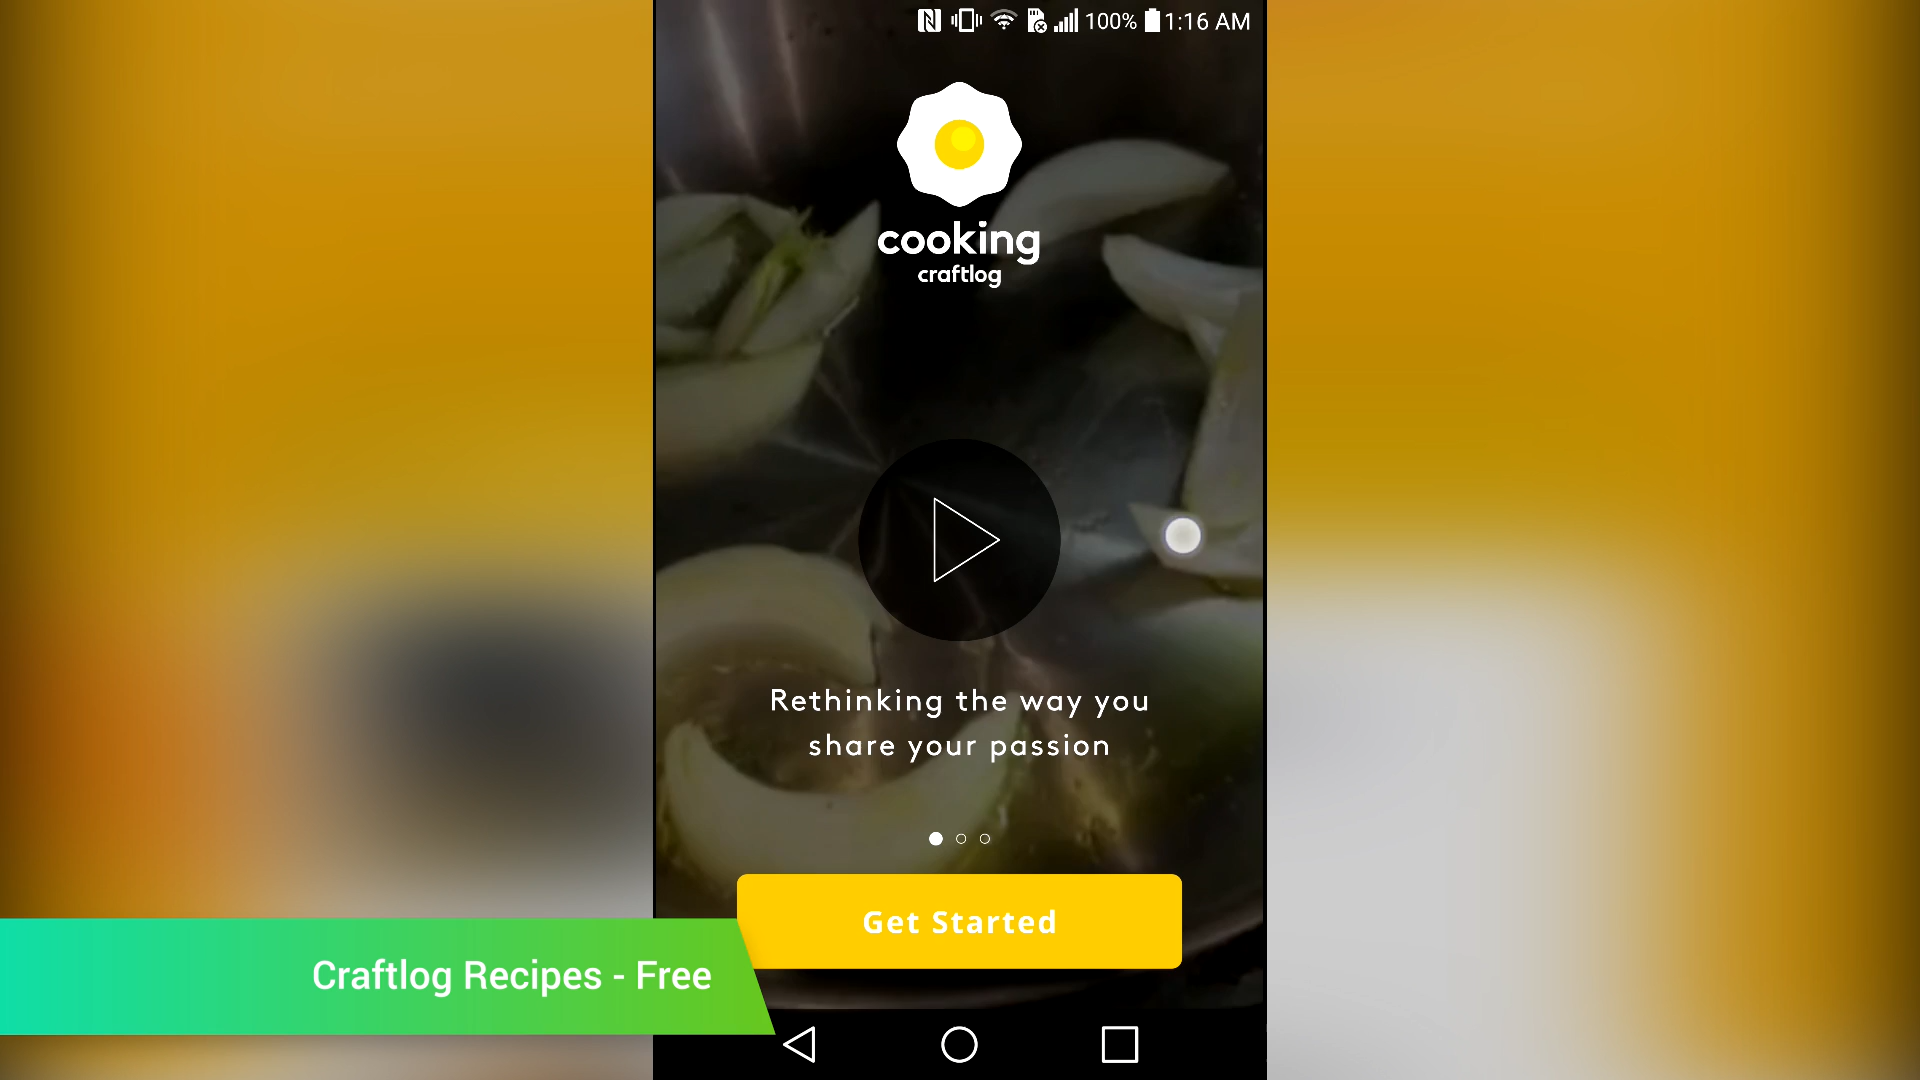 100% 1:16 AM
cooking
craftlog
Rethinking the way you
share your passion
Get Started
Craftlog Recipes - Free